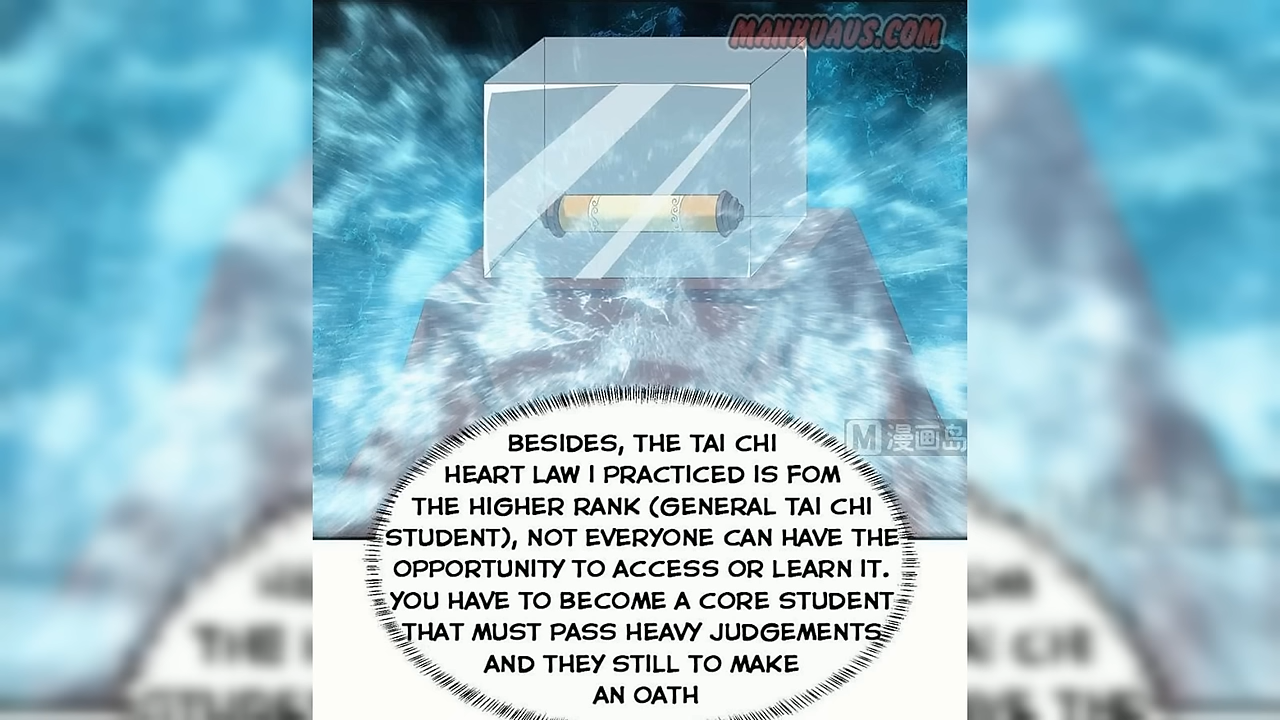 MANHUAUS.COM
M 漫画岛
BESIDES, THE TAI CHI
HEART LAW I PRACTICED IS FOM
THE HIGHER RANK (GENERAL TAI CHI
STUDENT), NOT EVERYONE CAN HAVE THE
OPPORTUNITY TO ACCESS OR LEARN IT.
YOU HAVE TO BECOME A CORE STUDENT
THAT MUST PASS HEAVY JUDGEMENTS
AND THEY STILL TO MAKE
AN OATH